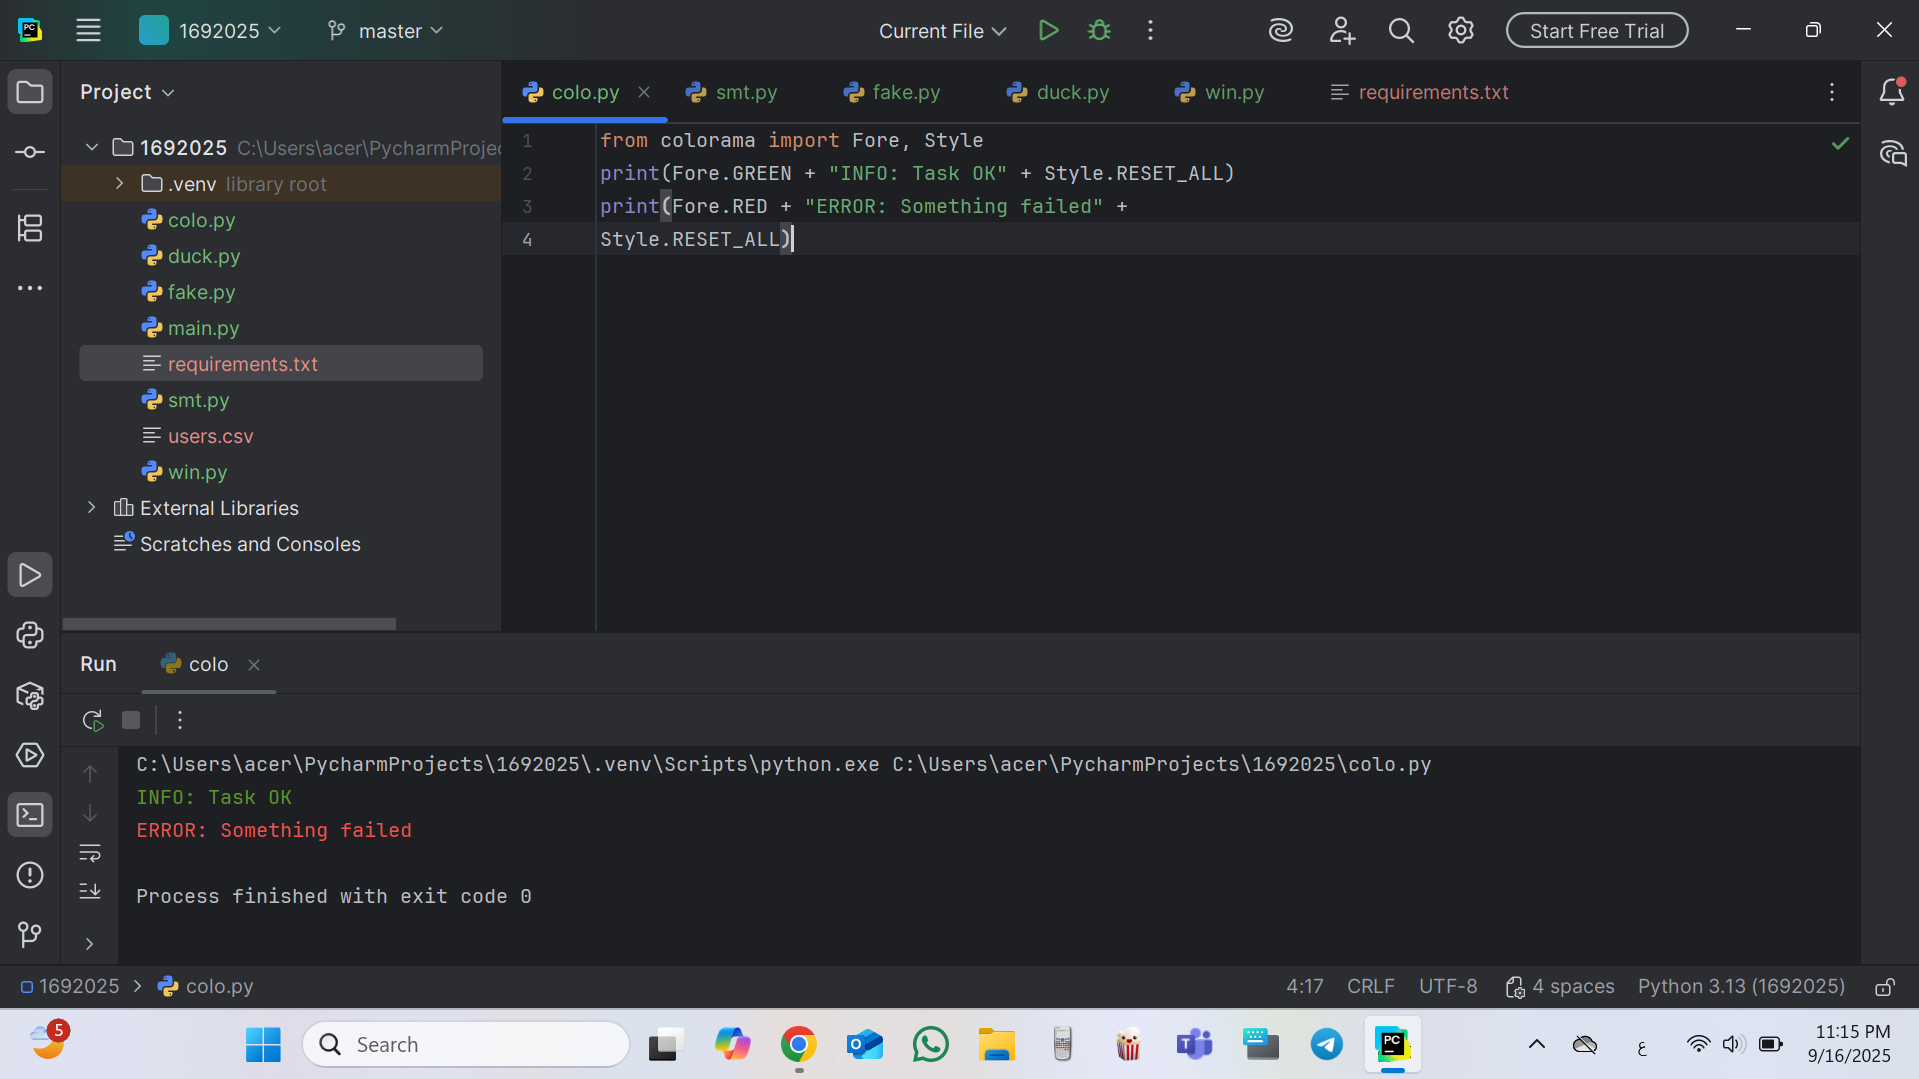 PC
1692025
master
Current File
Start Free Trial
Project
colo.py
smt.py
fake.py
duck.py
win.py
requirements.txt
1692025 C:\Users\acer\PycharmProjec
.venv library root
colo.py
duck.py
fake.py
main.py
requirements.txt
smt.py
users.csv
win.py
External Libraries
Scratches and Consoles
1 from colorama import Fore, Style
2 print(Fore.GREEN + "INFO: Task OK" + Style.RESET_ALL)
3 print(Fore.RED + "ERROR: Something failed" +
4 Style.RESET_ALL)
Run
colo
C:\Users\acer\PycharmProjects\1692025\.venv\Scripts\python.exe C:\Users\acer\PycharmProjects\1692025\colo.py
INFO: Task OK
ERROR: Something failed
Process finished with exit code 0
1692025 > colo.py
4:17 CRLF UTF-8 4 spaces Python 3.13 (1692025)
5
Search
PC
ع
11:15 PM
9/16/2025